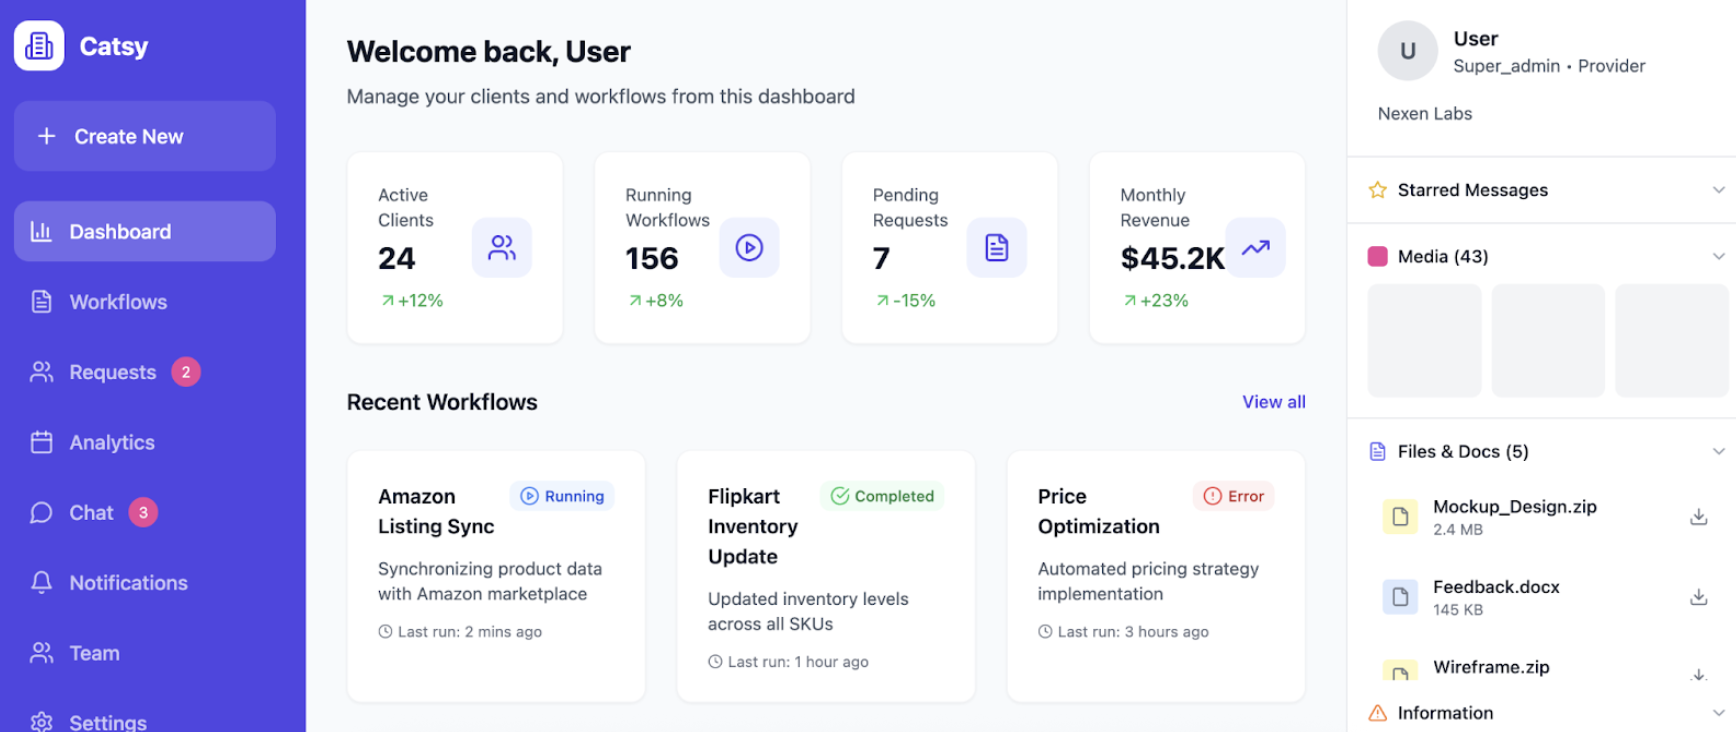 Catsy
Create New
Dashboard
Workflows
Requests 2
Analytics
Chat 3
Notifications
Team
Settings
Welcome back, User
Manage your clients and workflows from this dashboard
Active
Clients
24
+12%
Running
Workflows
156
+8%
Pending
Requests
7
-15%
Monthly
Revenue
$45.2K
+23%
Recent Workflows
View all
Amazon
Listing Sync
Running
Synchronizing product data
with Amazon marketplace
Last run: 2 mins ago
Flipkart
Inventory
Update
Completed
Updated inventory levels
across all SKUs
Last run: 1 hour ago
Price
Optimization
Error
Automated pricing strategy
implementation
Last run: 3 hours ago
U
User
Super_admin • Provider
Nexen Labs
Starred Messages
Media (43)
Files & Docs (5)
Mockup_Design.zip
2.4 MB
Feedback.docx
145 KB
Wireframe.zip
Information